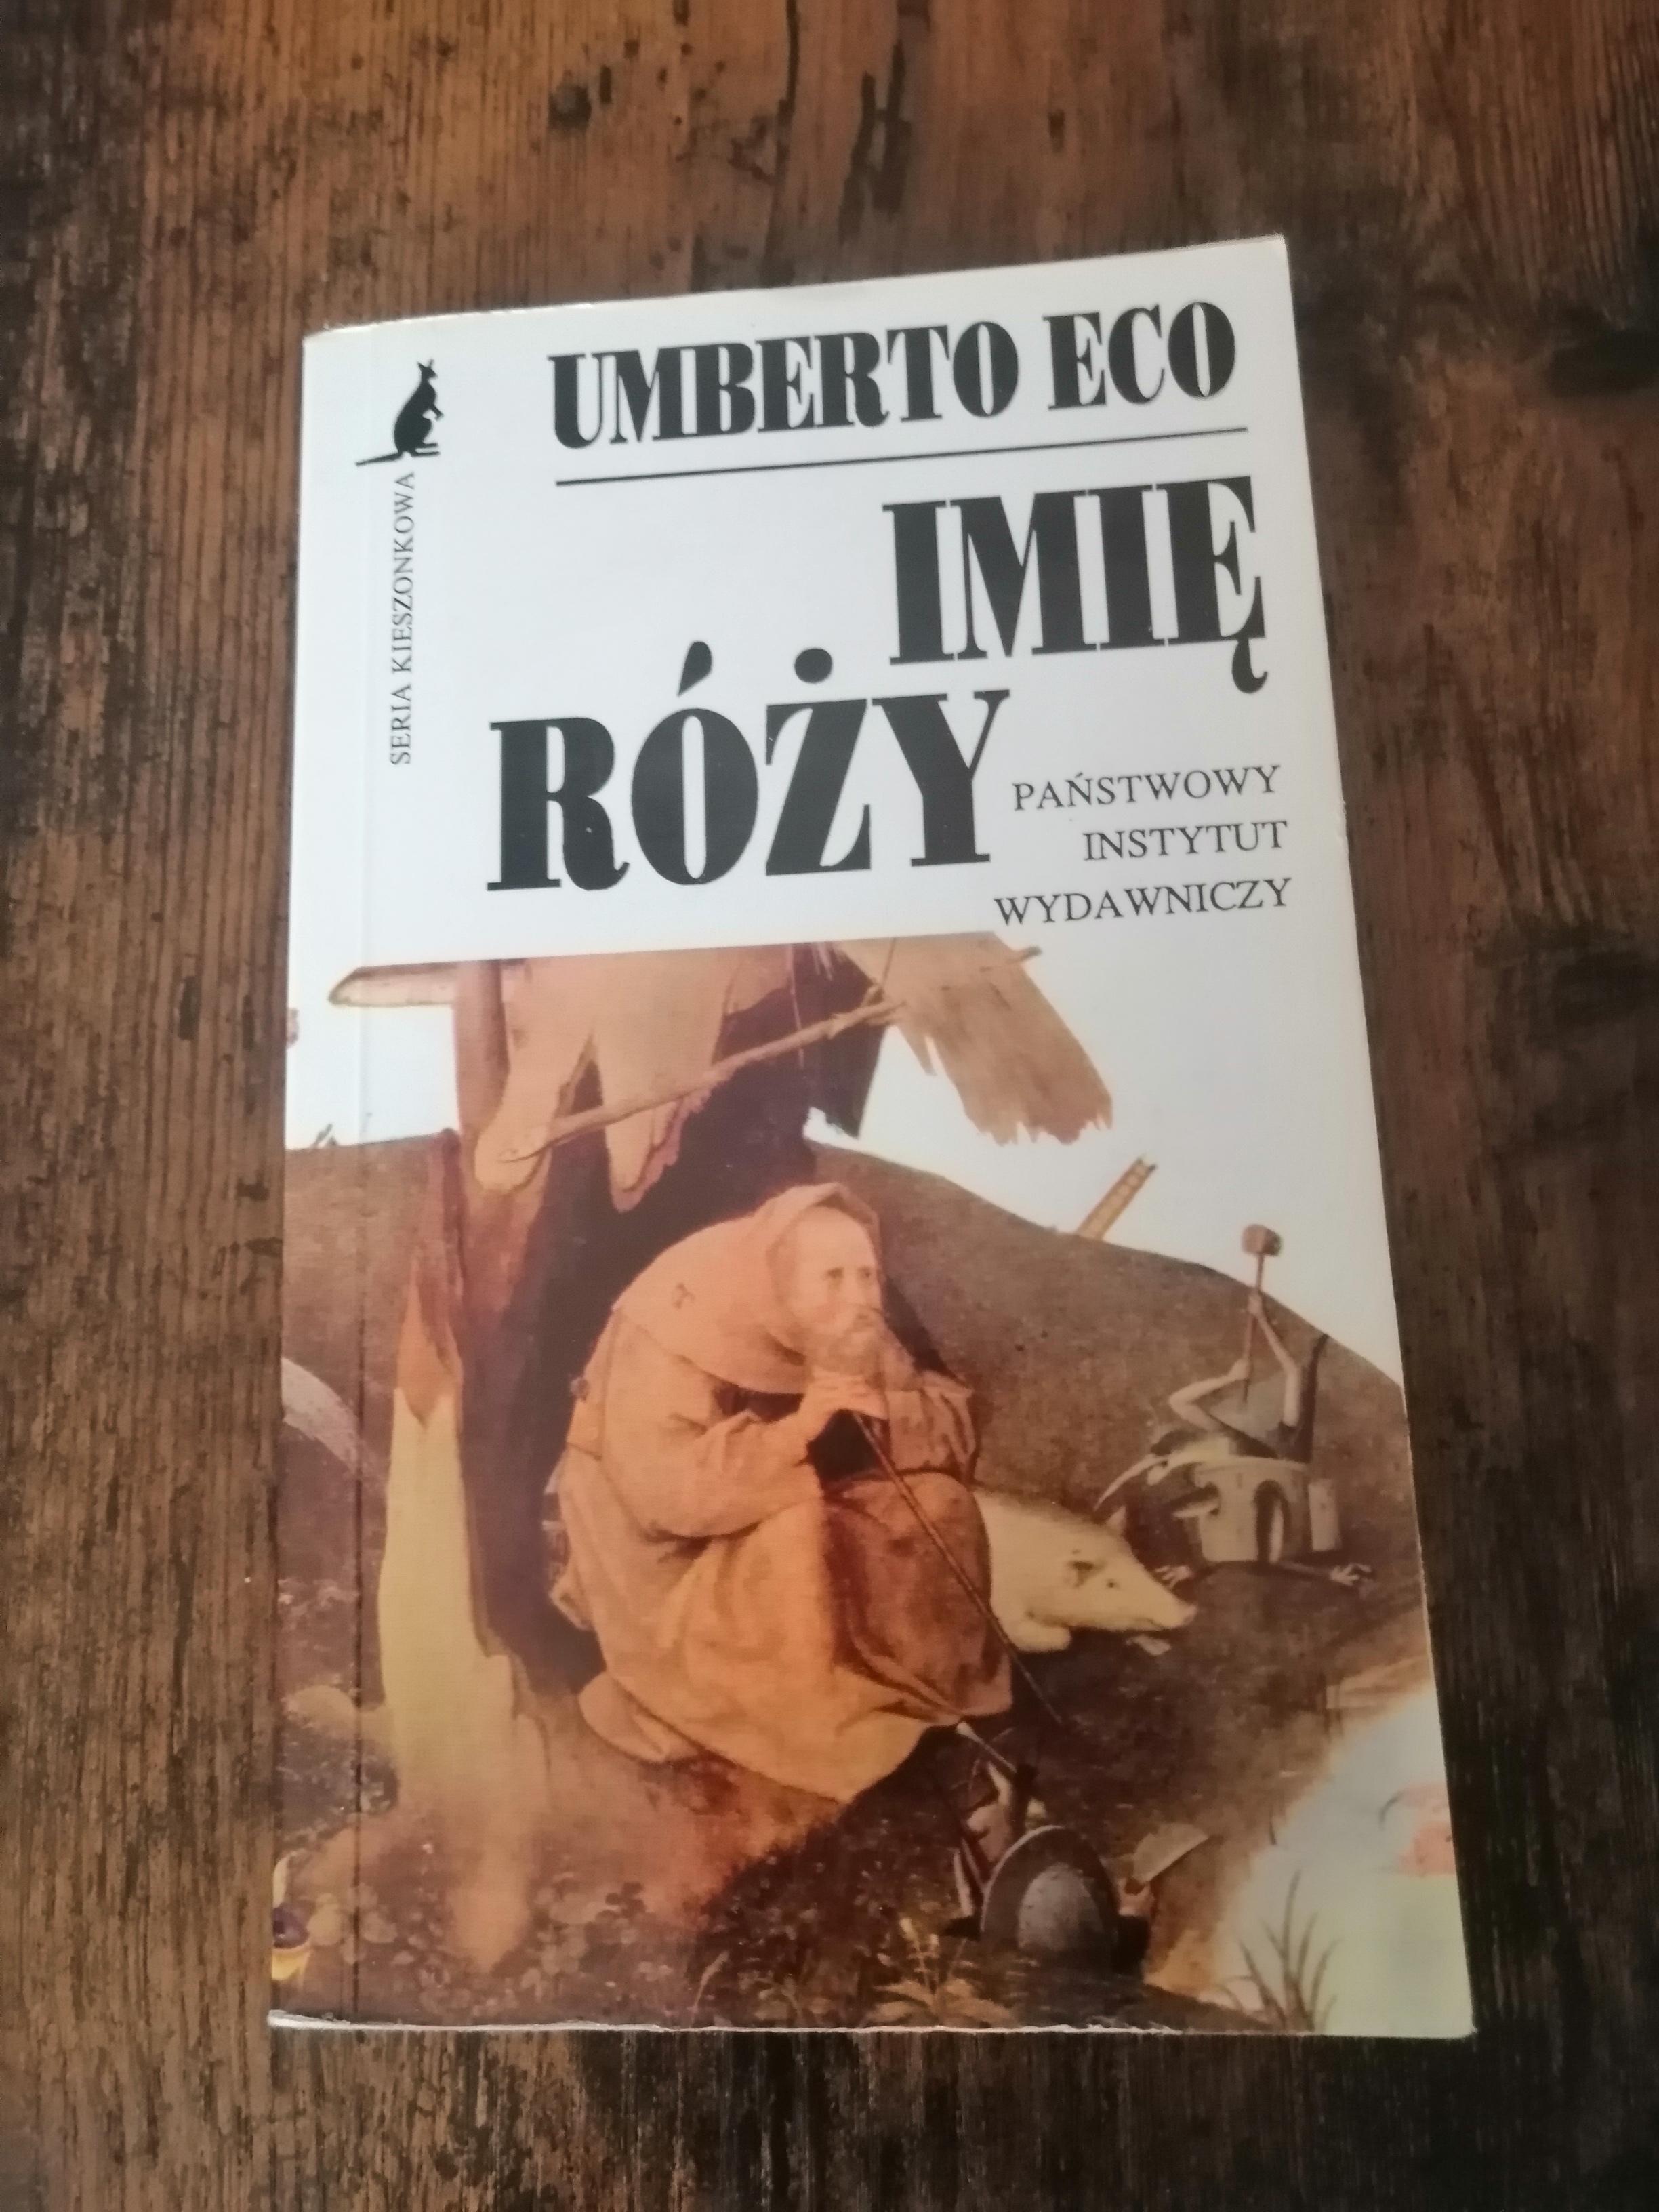 UMBERTO ECO
SERIA KIESZONKOWA
IMIĘ
RÓŻY
PAŃSTWOWY
INSTYTUT
WYDAWNICZY